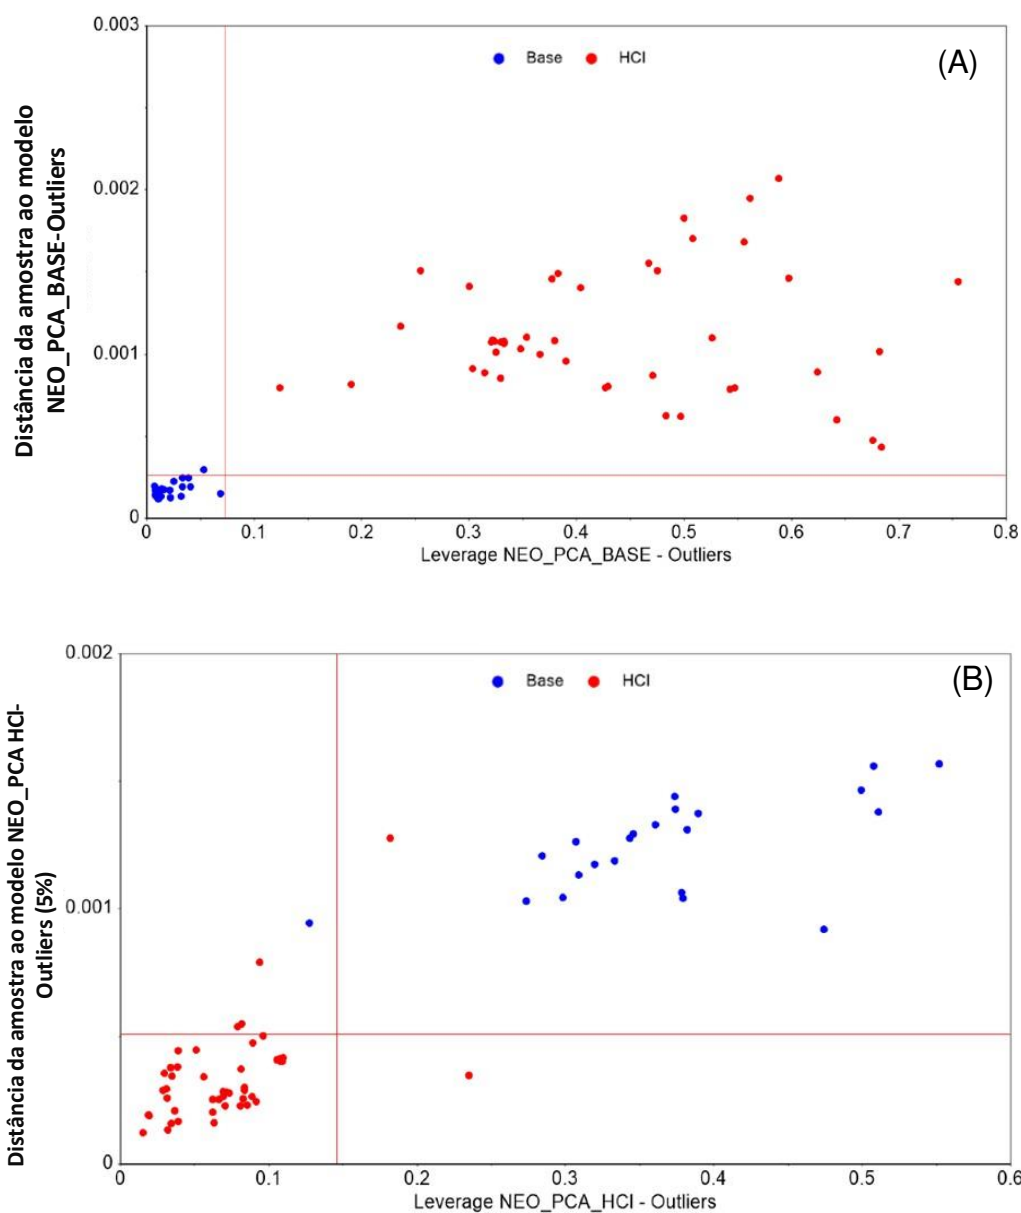 0.003
Base HCl
(A)
0.002
0.001
0
Distância da amostra ao modelo
NEO_PCA_BASE-Outliers
0 0.1 0.2 0.3 0.4 0.5 0.6 0.7 0.8
Leverage NEO_PCA_BASE - Outliers
0.002
Base HCl
(B)
0.001
0
Distância da amostra ao modelo NEO_PCA HCl-
Outliers (5%)
0 0.1 0.2 0.3 0.4 0.5 0.6
Leverage NEO_PCA_HCl - Outliers